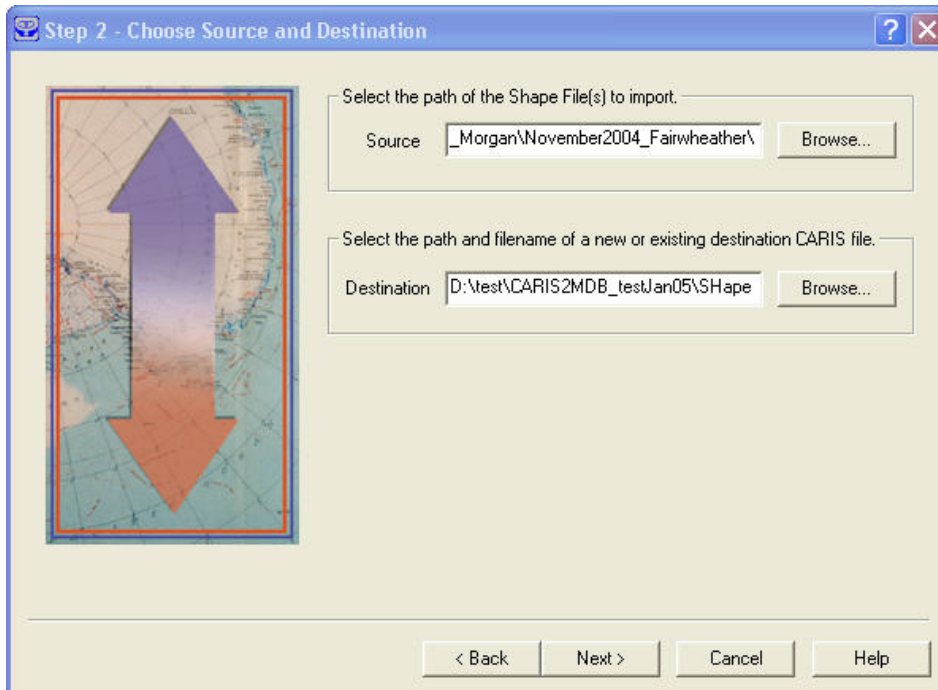 Step 2 - Choose Source and Destination
Select the path of the Shape File(s) to import.
Source _Morgan\November2004_Fairwheather\ Browse...
Select the path and filename of a new or existing destination CARIS file.
Destination D:\test\CARIS2MDB_testJan05\SHape Browse...
< Back Next > Cancel Help